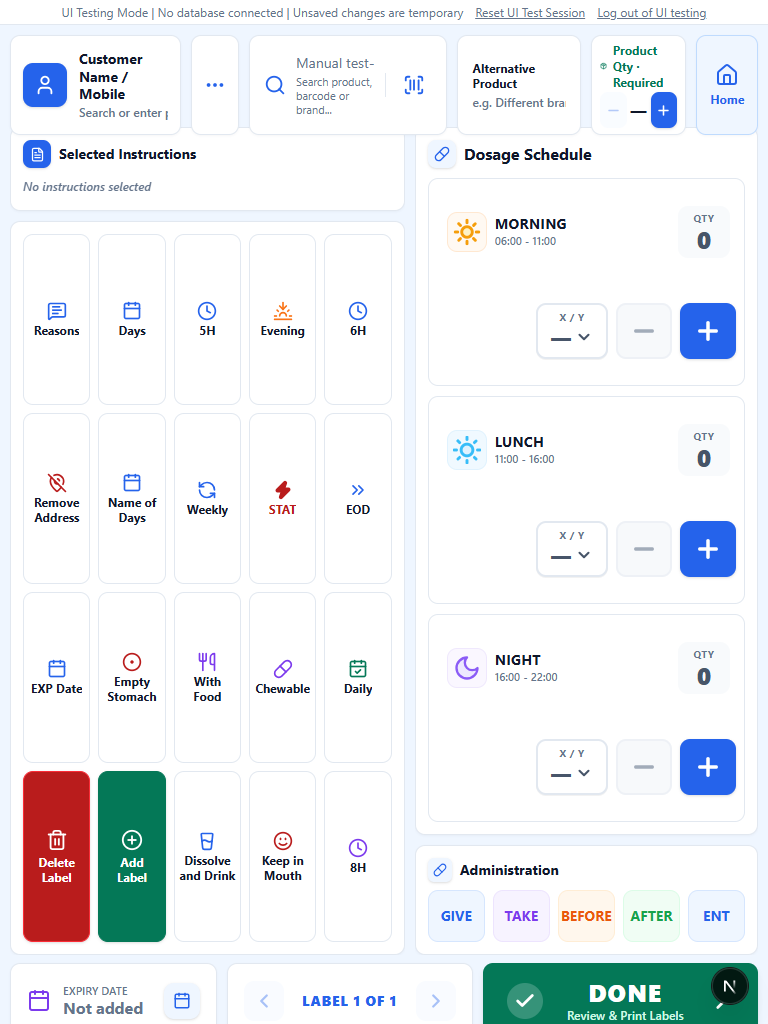 UI Testing Mode | No database connected | Unsaved changes are temporary Reset UI Test Session Log out of UI testing
Customer
Name /
Mobile
Search or enter
Manual test-
Search product,
barcode or
brand...
Alternative
Product
e.g. Different
Product
Qty ·
Required
—
Home
Selected Instructions
No instructions selected
Reasons
Days
5H
Evening
6H
Remove
Address
Name of
Days
Weekly
STAT
EOD
EXP Date
Empty
Stomach
With
Food
Chewable
Daily
Delete
Label
Add
Label
Dissolve
and Drink
Keep in
Mouth
8H
Dosage Schedule
MORNING
06:00 - 11:00
QTY
0
X / Y
—
LUNCH
11:00 - 16:00
QTY
0
X / Y
—
NIGHT
16:00 - 22:00
QTY
0
X / Y
—
Administration
GIVE TAKE BEFORE AFTER ENT
EXPIRY DATE
Not added
LABEL 1 OF 1
DONE
Review & Print Labels
N